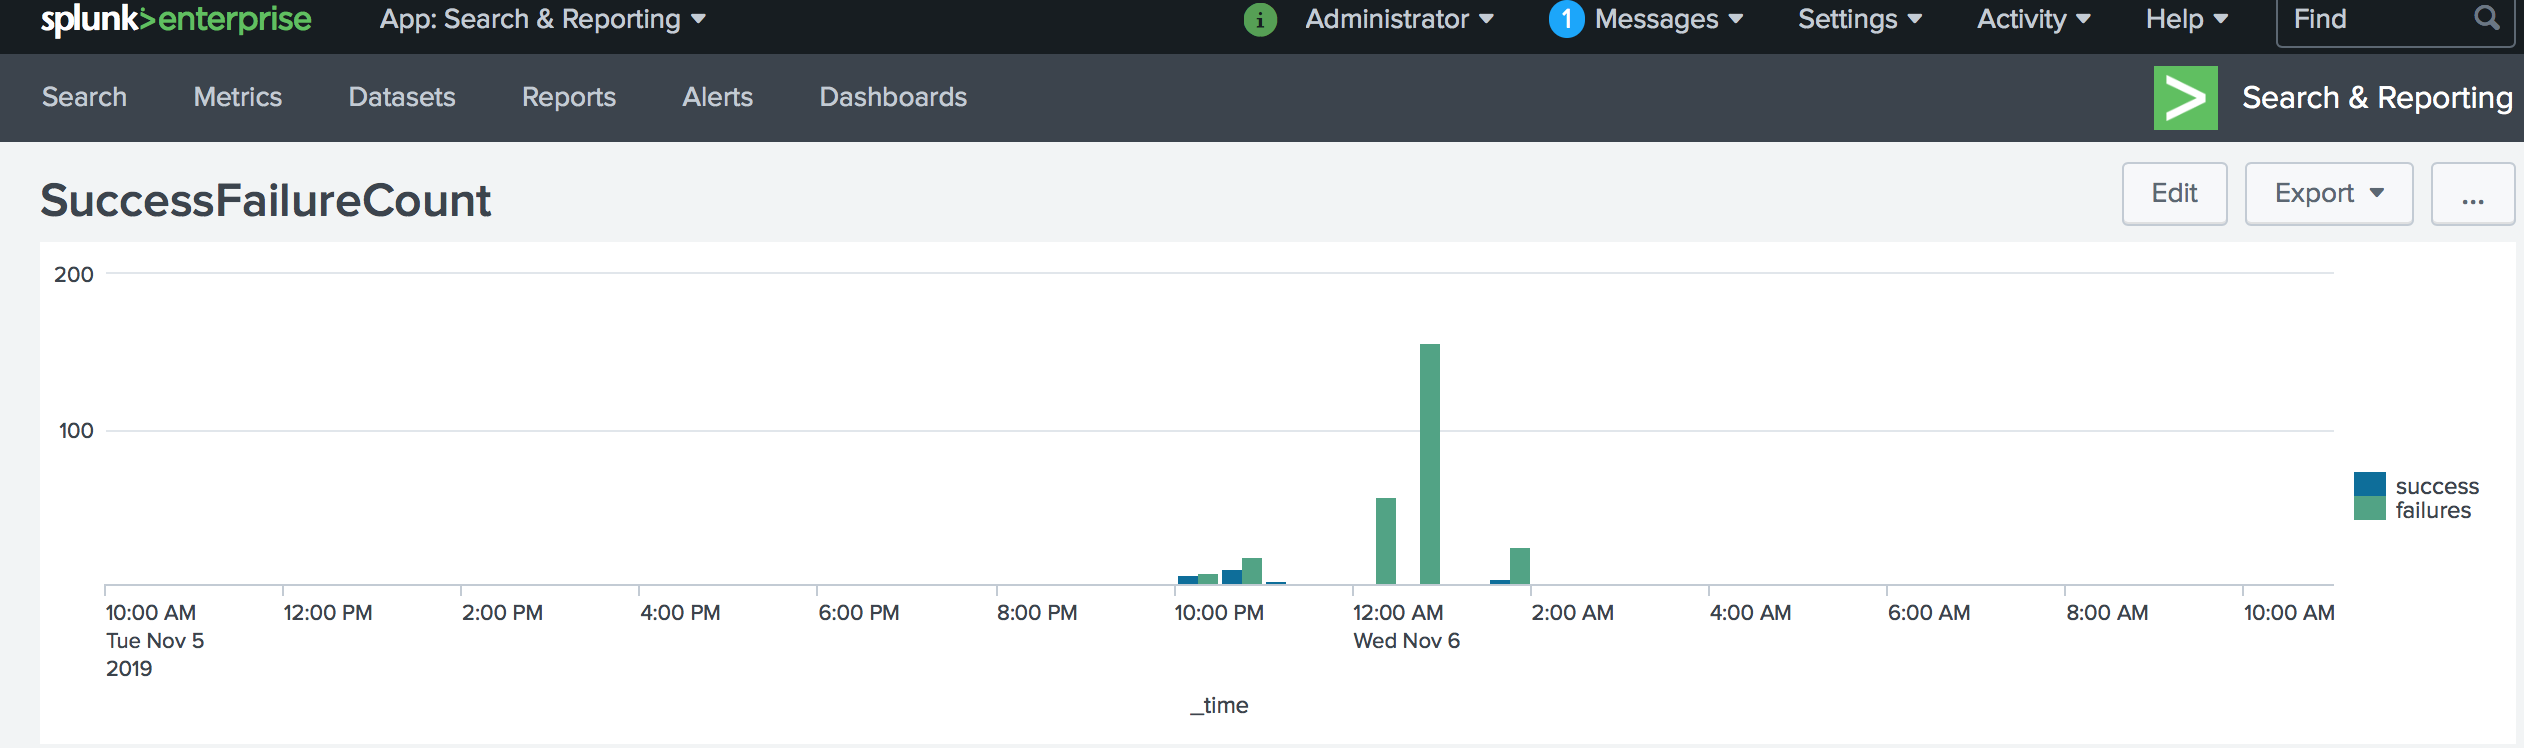 splunk>enterprise App: Search & Reporting i Administrator 1 Messages Settings Activity Help Find
Search Metrics Datasets Reports Alerts Dashboards Search & Reporting
SuccessFailureCount Edit Export ...
200
100
success
failures
10:00 AM 12:00 PM 2:00 PM 4:00 PM 6:00 PM 8:00 PM 10:00 PM 12:00 AM 2:00 AM 4:00 AM 6:00 AM 8:00 AM 10:00 AM
Tue Nov 5 Wed Nov 6
2019
_time